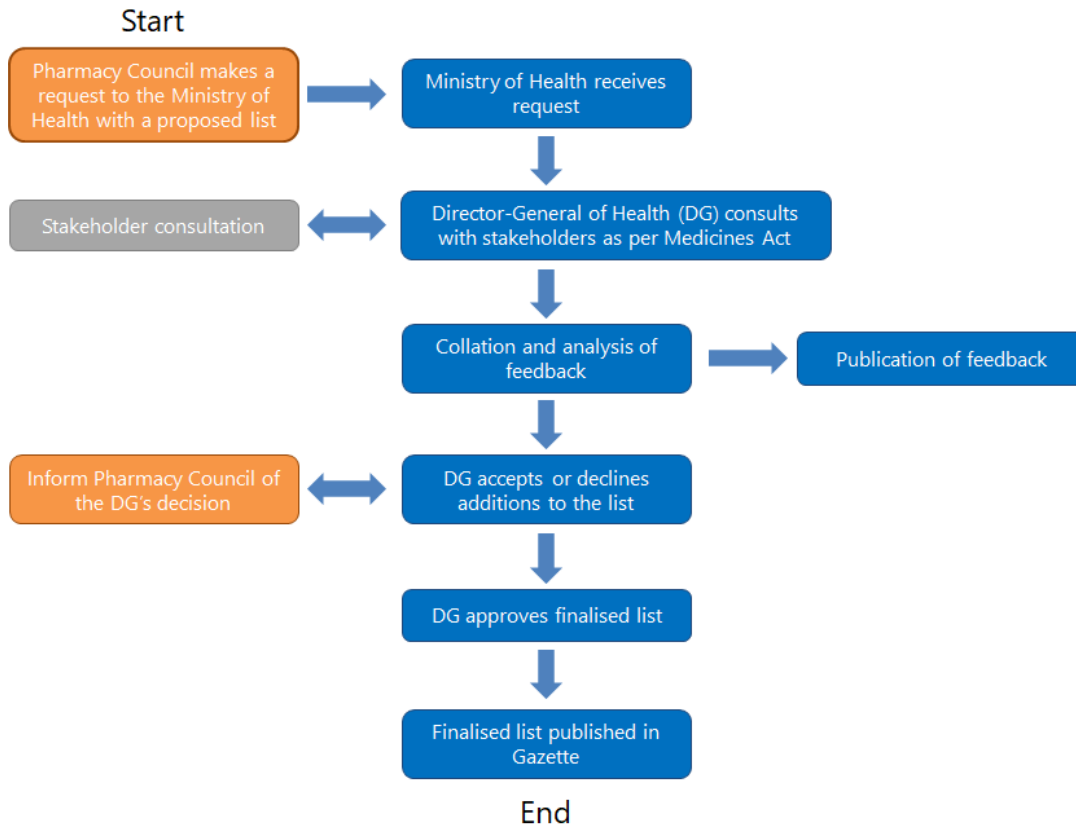 Start
Pharmacy Council makes a
request to the Ministry of
Health with a proposed list
Ministry of Health receives
request
Stakeholder consultation
Director-General of Health (DG) consults
with stakeholders as per Medicines Act
Collation and analysis of
feedback
Publication of feedback
Inform Pharmacy Council of
the DG’s decision
DG accepts or declines
additions to the list
DG approves finalised list
Finalised list published in
Gazette
End